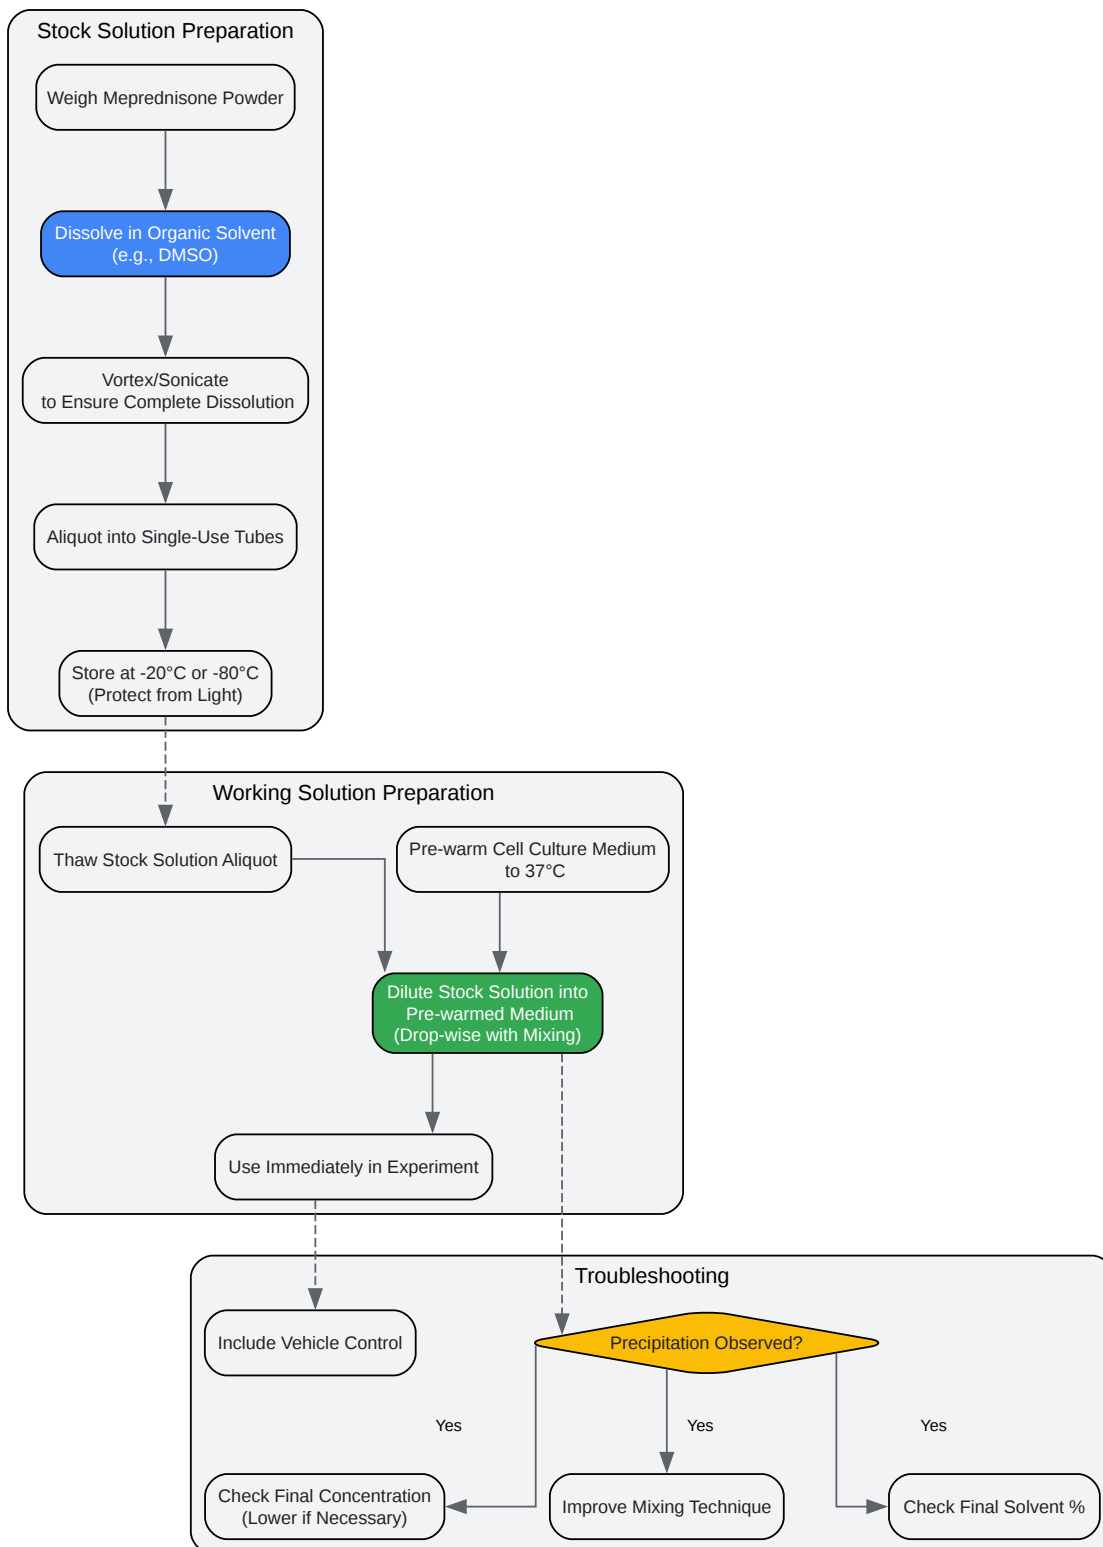 Stock Solution Preparation
Weigh Meprednisone Powder
Dissolve in Organic Solvent
(e.g., DMSO)
Vortex/Sonicate
to Ensure Complete Dissolution
Aliquot into Single-Use Tubes
Store at -20°C or -80°C
(Protect from Light)
Working Solution Preparation
Thaw Stock Solution Aliquot
Pre-warm Cell Culture Medium
to 37°C
Dilute Stock Solution into
Pre-warmed Medium
(Drop-wise with Mixing)
Use Immediately in Experiment
Troubleshooting
Include Vehicle Control
Precipitation Observed?
Yes
Yes
Yes
Check Final Concentration
(Lower if Necessary)
Improve Mixing Technique
Check Final Solvent %